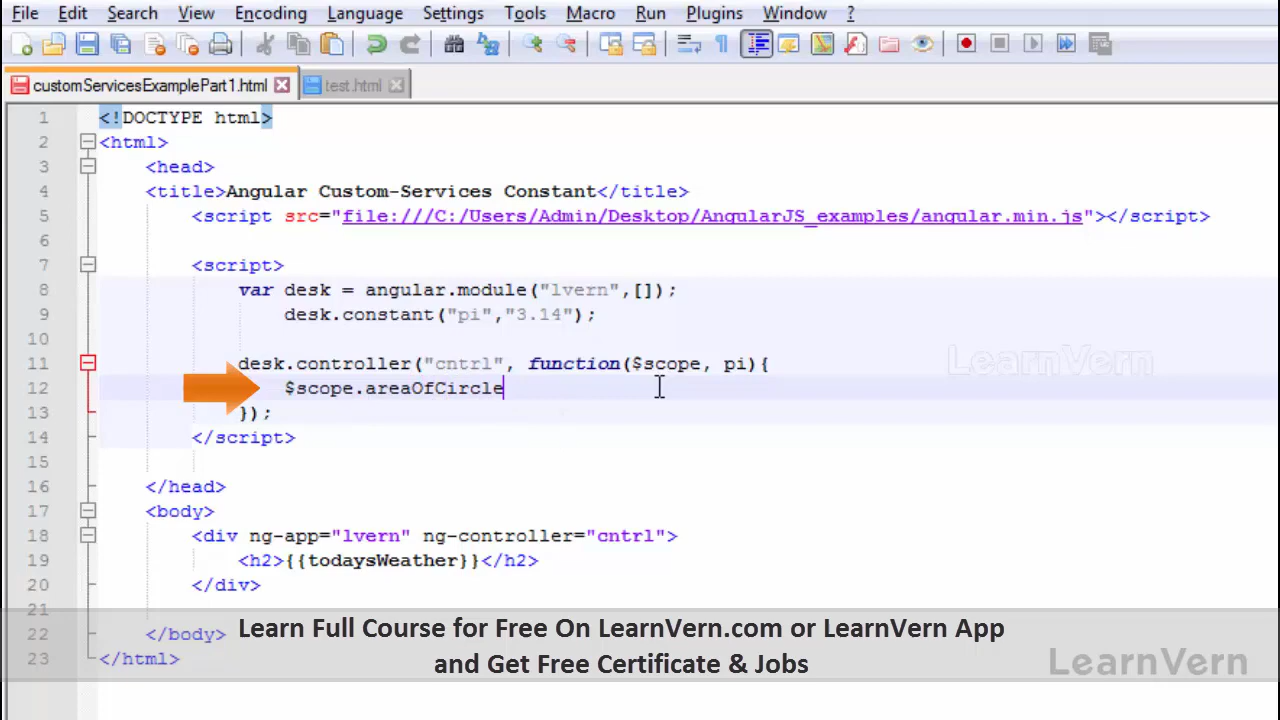 File Edit Search View Encoding Language Settings Tools Macro Run Plugins Window ?
customServicesExamplePart1.html test.html
1 <!DOCTYPE html>
2 <html>
3 <head>
4 <title>Angular Custom-Services Constant</title>
5 <script src="file:///C:/Users/Admin/Desktop/AngularJS_examples/angular.min.js"></script>
6
7 <script>
8 var desk = angular.module("lvern",[]);
9 desk.constant("pi","3.14");
10
11 desk.controller("cntrl", function($scope, pi){
LearnVern
12 $scope.areaOfCircle
13 });
14 </script>
15
16 </head>
17 <body>
18 <div ng-app="lvern" ng-controller="cntrl">
19 <h2>{{todaysWeather}}</h2>
20 </div>
21
22 </body>
23 </html>
Learn Full Course for Free On LearnVern.com or LearnVern App
and Get Free Certificate & Jobs
LearnVern